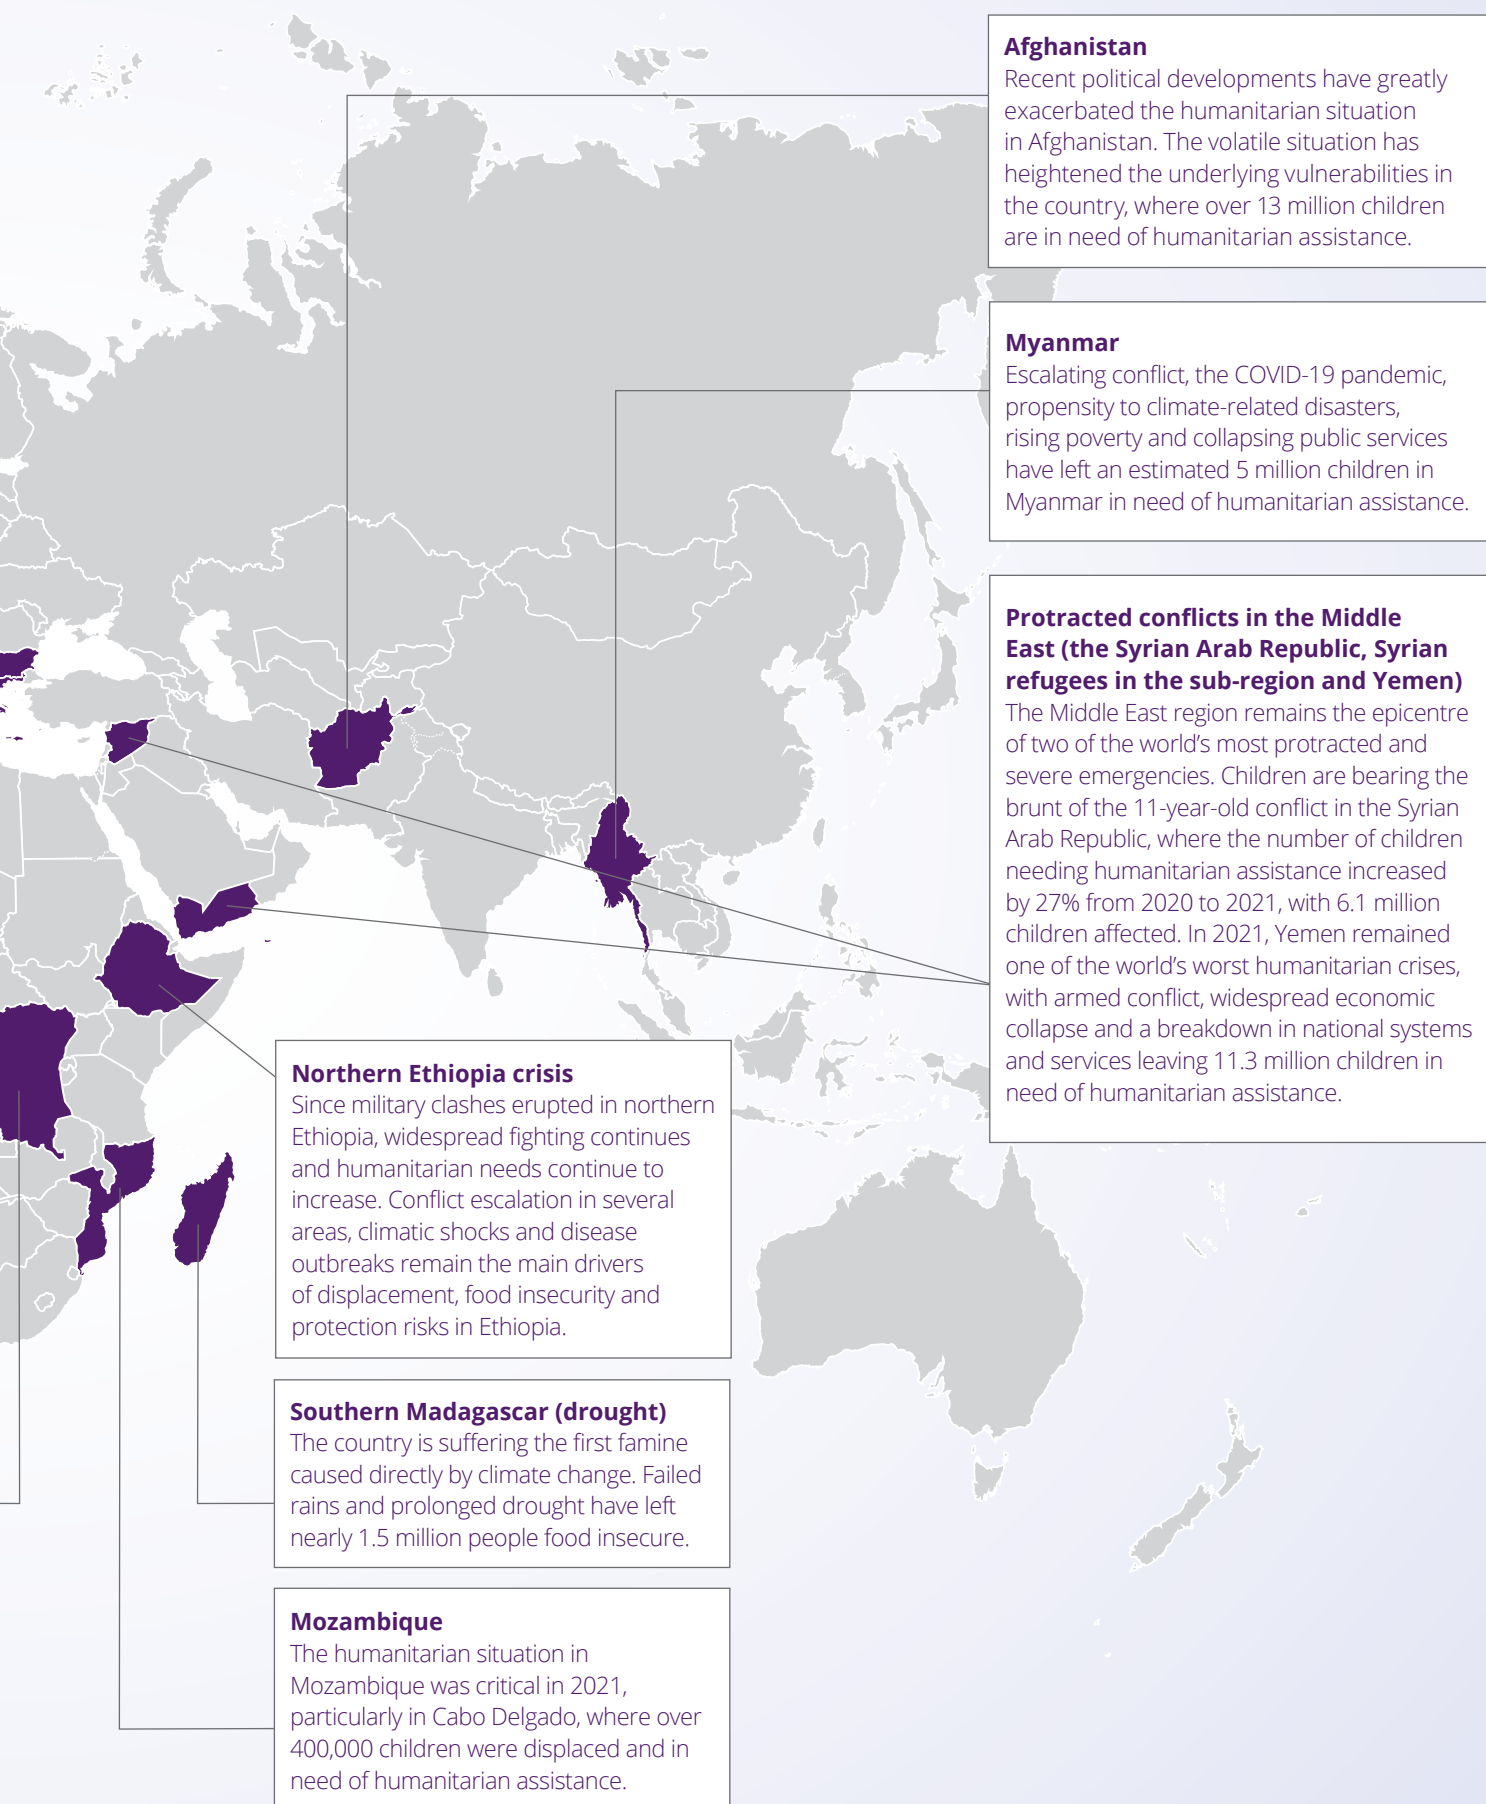 Afghanistan
Recent political developments have greatly
exacerbated the humanitarian situation
in Afghanistan. The volatile situation has
heightened the underlying vulnerabilities in
the country, where over 13 million children
are in need of humanitarian assistance.
Myanmar
Escalating conflict, the COVID-19 pandemic,
propensity to climate-related disasters,
rising poverty and collapsing public services
have left an estimated 5 million children in
Myanmar in need of humanitarian assistance.
Protracted conflicts in the Middle
East (the Syrian Arab Republic, Syrian
refugees in the sub-region and Yemen)
The Middle East region remains the epicentre
of two of the world’s most protracted and
severe emergencies. Children are bearing the
brunt of the 11-year-old conflict in the Syrian
Arab Republic, where the number of children
needing humanitarian assistance increased
by 27% from 2020 to 2021, with 6.1 million
children affected. In 2021, Yemen remained
one of the world’s worst humanitarian crises,
with armed conflict, widespread economic
collapse and a breakdown in national systems
and services leaving 11.3 million children in
need of humanitarian assistance.
Northern Ethiopia crisis
Since military clashes erupted in northern
Ethiopia, widespread fighting continues
and humanitarian needs continue to
increase. Conflict escalation in several
areas, climatic shocks and disease
outbreaks remain the main drivers
of displacement, food insecurity and
protection risks in Ethiopia.
Southern Madagascar (drought)
The country is suffering the first famine
caused directly by climate change. Failed
rains and prolonged drought have left
nearly 1.5 million people food insecure.
Mozambique
The humanitarian situation in
Mozambique was critical in 2021,
particularly in Cabo Delgado, where over
400,000 children were displaced and in
need of humanitarian assistance.